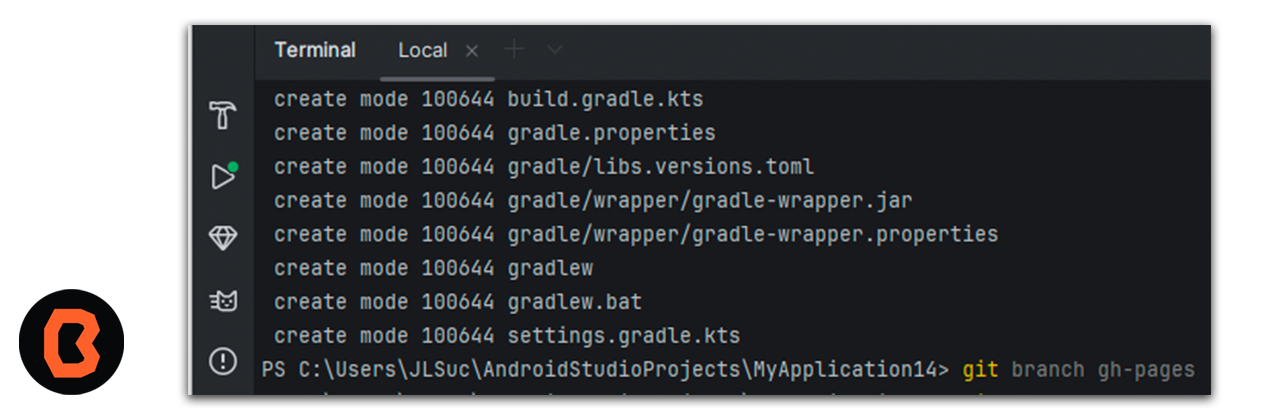 Terminal Local
create mode 100644 build.gradle.kts
create mode 100644 gradle.properties
create mode 100644 gradle/libs.versions.toml
create mode 100644 gradle/wrapper/gradle-wrapper.jar
create mode 100644 gradle/wrapper/gradle-wrapper.properties
create mode 100644 gradlew
create mode 100644 gradlew.bat
create mode 100644 settings.gradle.kts
PS C:\Users\JLSuc\AndroidStudioProjects\MyApplication14> git branch gh-pages